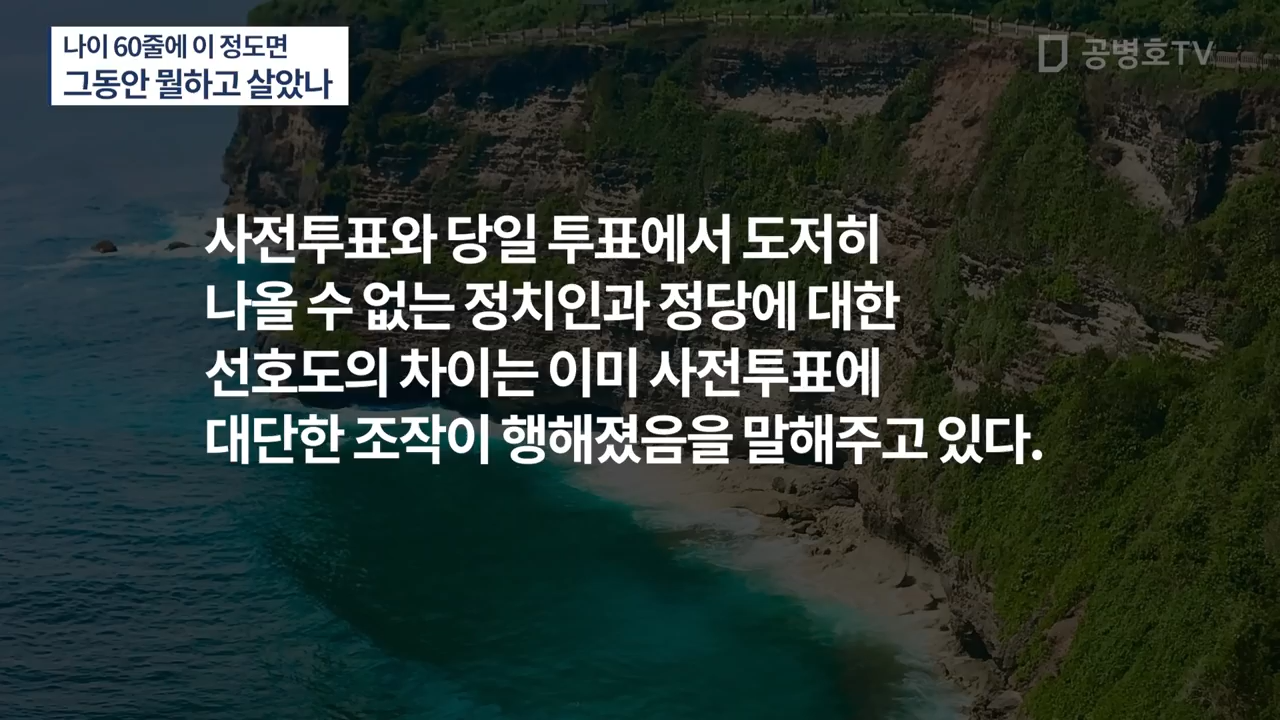 나이 60줄에 이 정도면
그동안 뭘하고 살았나
공병호TV
사전투표와 당일 투표에서 도저히
나올 수 없는 정치인과 정당에 대한
선호도의 차이는 이미 사전투표에
대단한 조작이 행해졌음을 말해주고 있다.